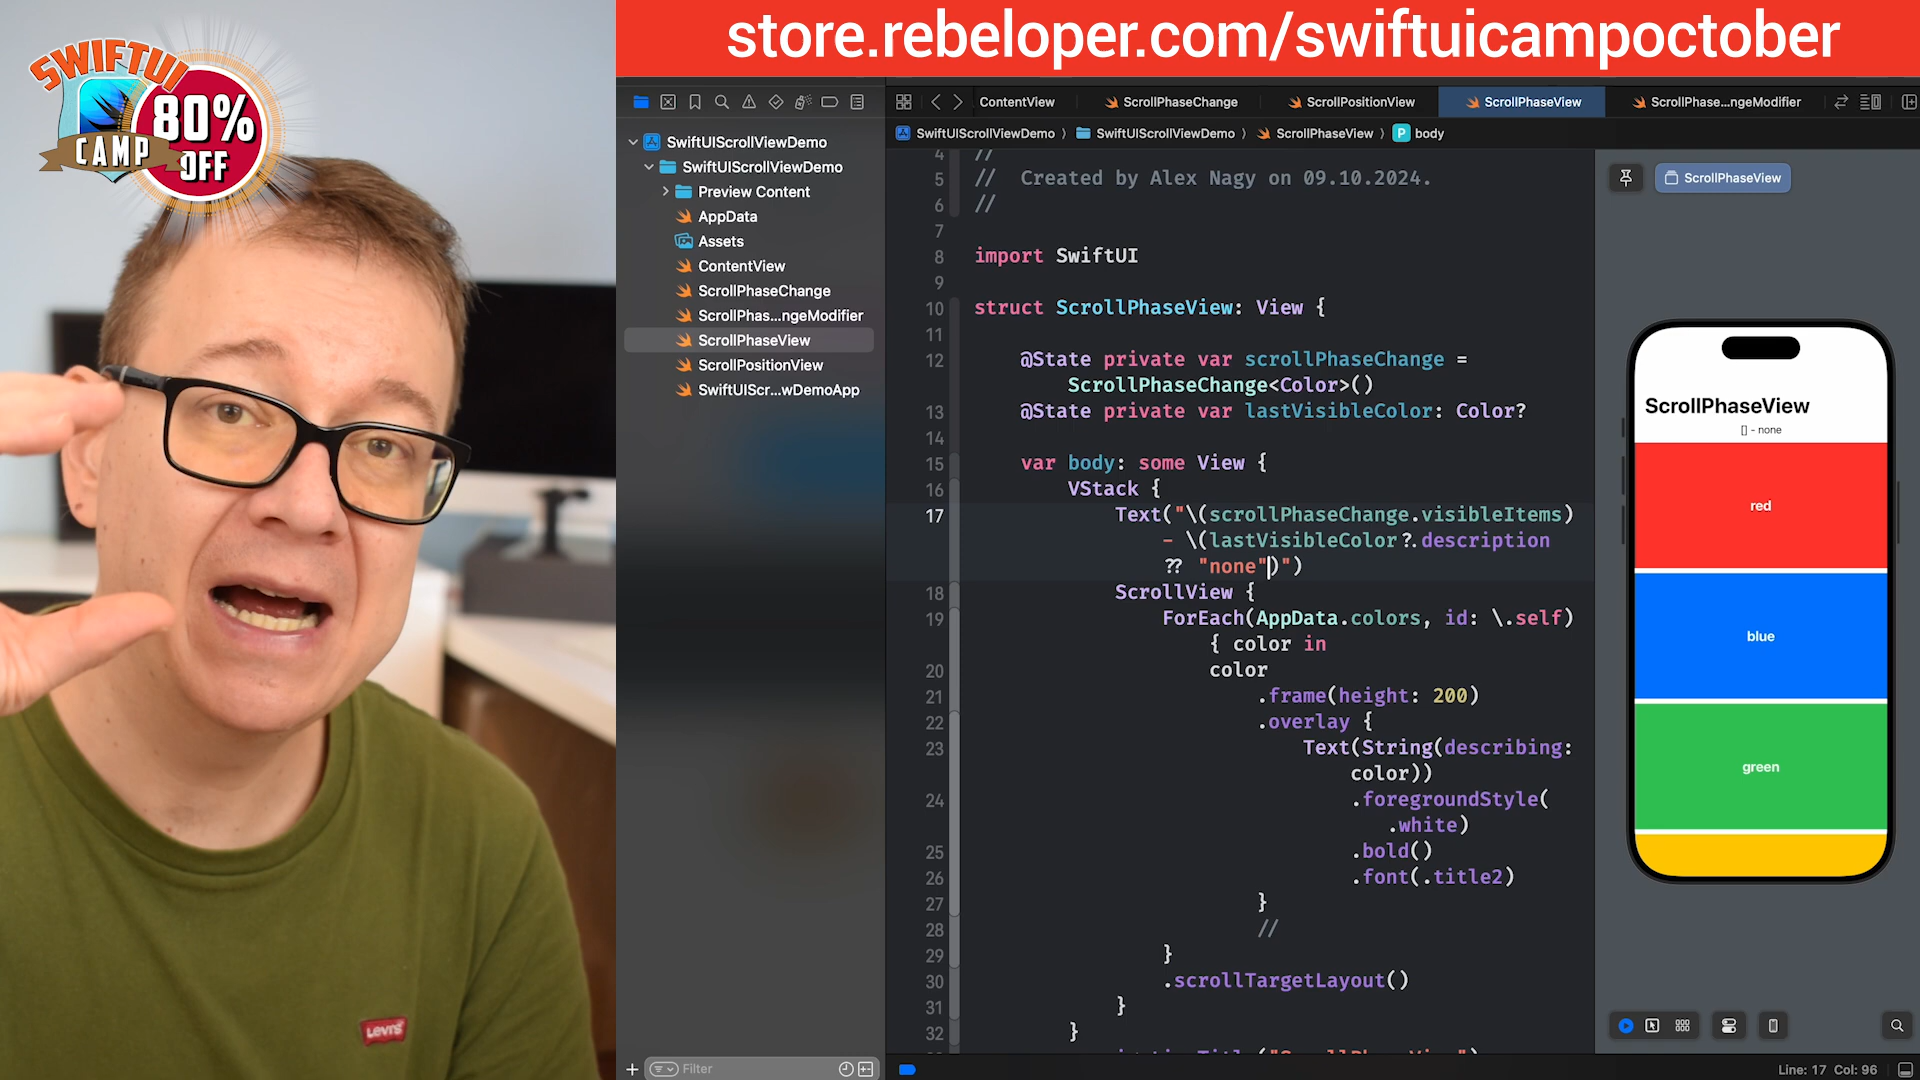 store.rebeloper.com/swiftuicampoctober
SWIFTUI
CAMP
80%
OFF
Levi's
SwiftUIScrollViewDemo
SwiftUIScrollViewDemo
Preview Content
AppData
Assets
ContentView
ScrollPhaseChange
ScrollPhas...ngeModifier
ScrollPhaseView
ScrollPositionView
SwiftUIScr...wDemoApp
Filter
ContentView
ScrollPhaseChange
ScrollPositionView
ScrollPhaseView
ScrollPhase...ngeModifier
SwiftUIScrollViewDemo
SwiftUIScrollViewDemo
ScrollPhaseView
P body
4 //
5 // Created by Alex Nagy on 09.10.2024.
6 //
7
8 import SwiftUI
9
10 struct ScrollPhaseView: View {
11
12 @State private var scrollPhaseChange =
ScrollPhaseChange<Color>()
13 @State private var lastVisibleColor: Color?
14
15 var body: some View {
16 VStack {
17 Text("\(scrollPhaseChange.visibleItems)
- \(lastVisibleColor?.description
?? "none")")
18 ScrollView {
19 ForEach(AppData.colors, id: \.self)
{ color in
20 color
21 .frame(height: 200)
22 .overlay {
23 Text(String(describing:
color))
24 .foregroundStyle(
.white)
25 .bold()
26 .font(.title2)
27 }
28 //
29 }
30 .scrollTargetLayout()
31 }
32 }
ScrollPhaseView
ScrollPhaseView
[] - none
red
blue
green
Line: 17 Col: 96